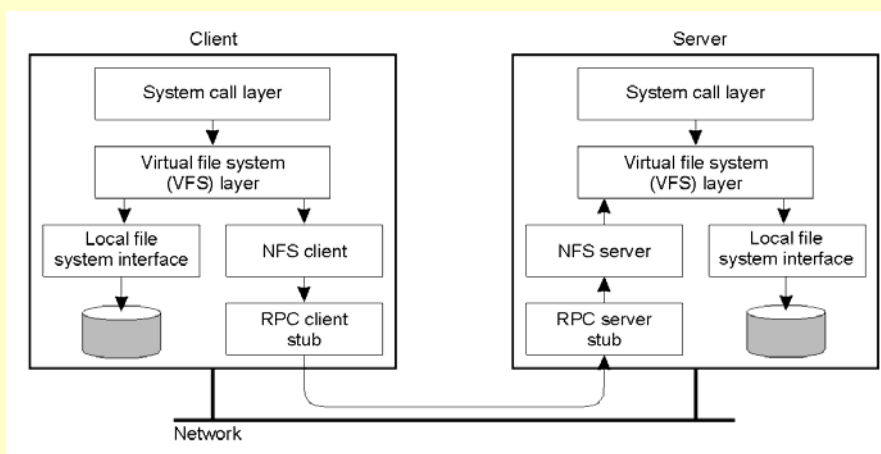 Client
Server
System call layer
System call layer
Virtual file system
(VFS) layer
Virtual file system
(VFS) layer
Local file
system interface
NFS client
NFS server
Local file
system interface
RPC client
stub
RPC server
stub
Network